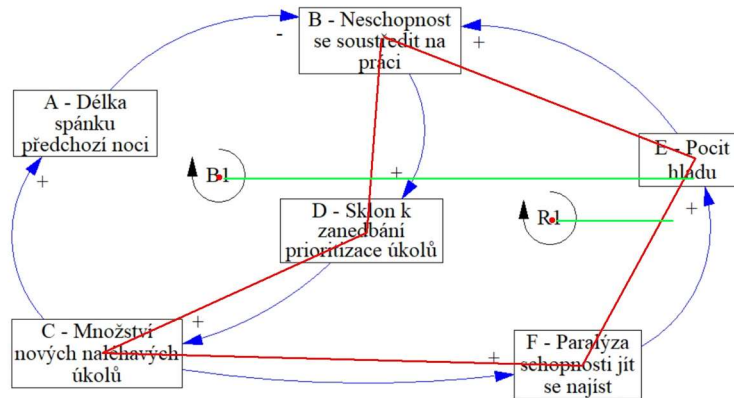 B - Neschopnost
se soustředit na
práci
-
+
A - Délka
spánku
předchozí noci
+
E - Pocit
hladu
+
B1
+
R1
D - Sklon k
zanedbání
prioritizace úkolů
C - Množství
nových naléhavých
úkolů
+
F - Paralýza
schopnosti jít
se najíst
+